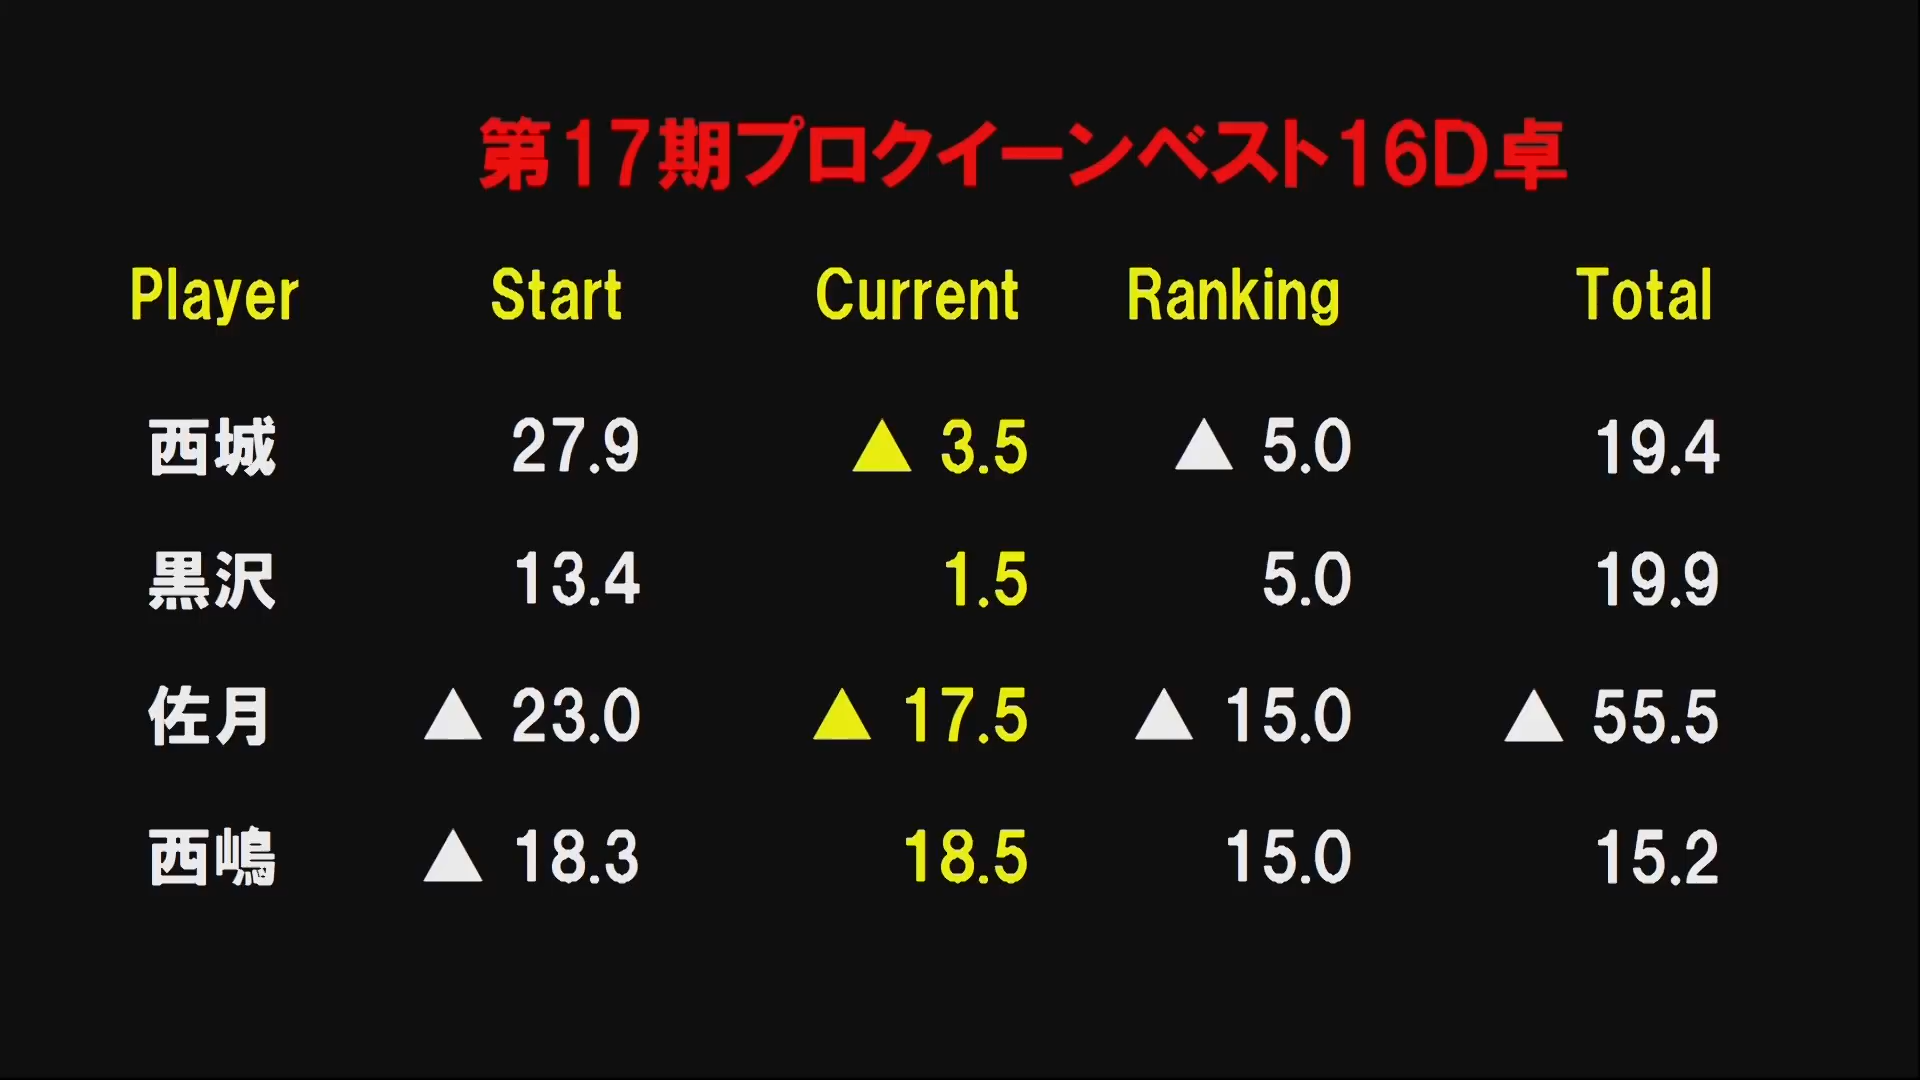 第17期プロクイーンベスト16D卓
Player Start Current Ranking Total
西城 27.9 ▲ 3.5 ▲ 5.0 19.4
黒沢 13.4 1.5 5.0 19.9
佐月 ▲ 23.0 ▲ 17.5 ▲ 15.0 ▲ 55.5
西嶋 ▲ 18.3 18.5 15.0 15.2